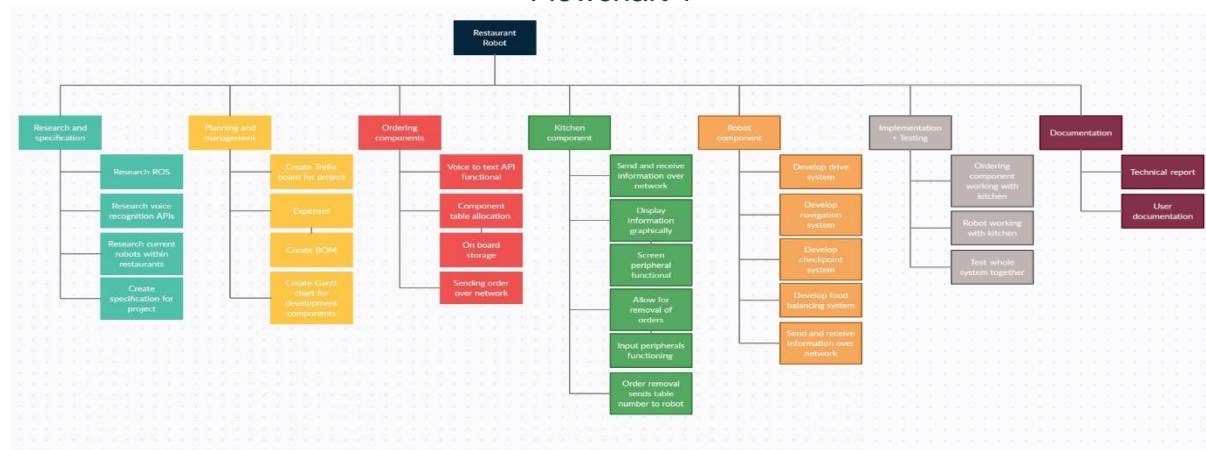 Restaurant
Robot
Research and
specification
Research ROS
Research voice
recognition APIs
Research current
robots within
restaurants
Create
specification for
project
Planning and
management
Create Trello
board for project
Expenses
Create BOM
Create Gantt
chart for
development
components
Ordering
components
Voice to text API
functional
Component
table allocation
On board
storage
Sending order
over network
Kitchen
component
Send and receive
information over
network
Display
information
graphically
Screen
peripheral
functional
Allow for
removal of
orders
Input peripherals
functioning
Order removal
sends table
number to robot
Robot
component
Develop drive
system
Develop
navigation
system
Develop
checkpoint
system
Develop food
balancing system
Send and receive
information over
network
Implementation
+ Testing
Ordering
component
working with
kitchen
Robot working
with kitchen
Test whole
system together
Documentation
Technical report
User
documentation